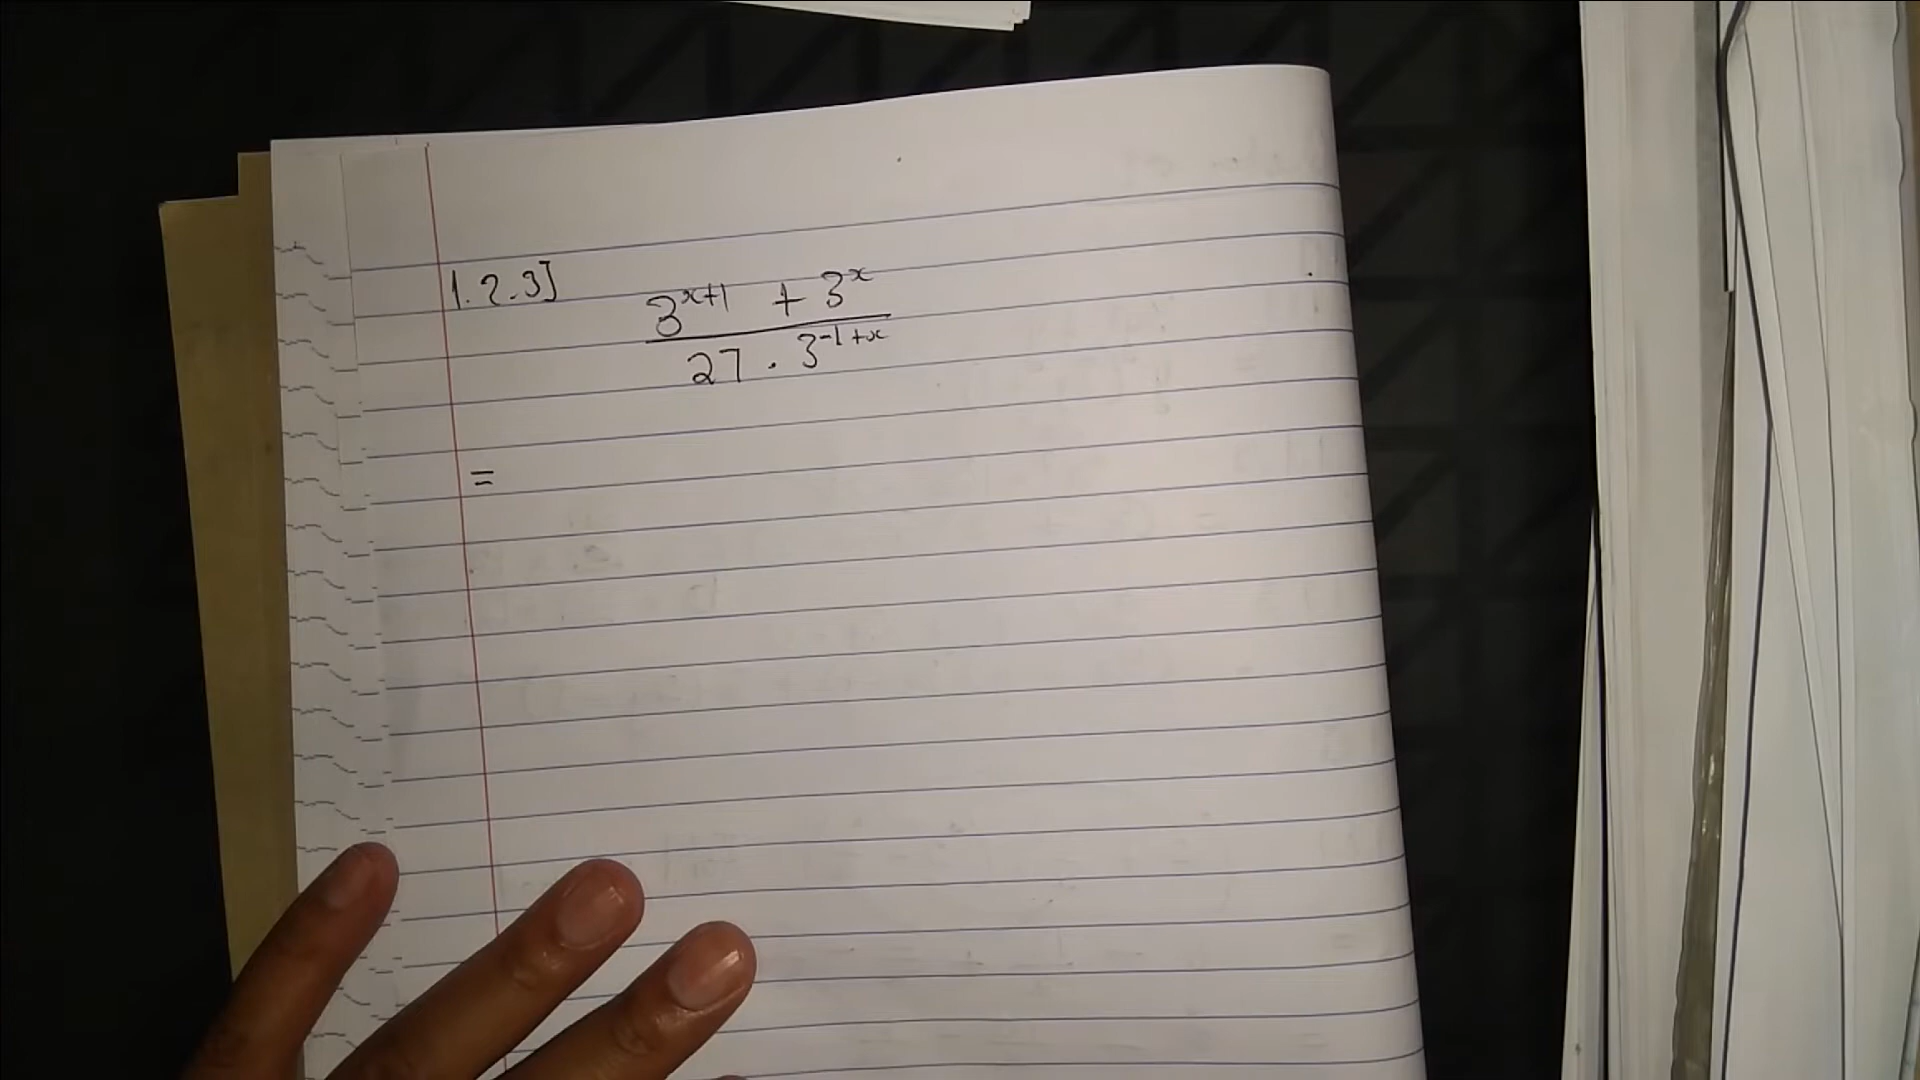 1.2.3]
3^{x+1} + 3^x
27 . 3^{-1+x}
=